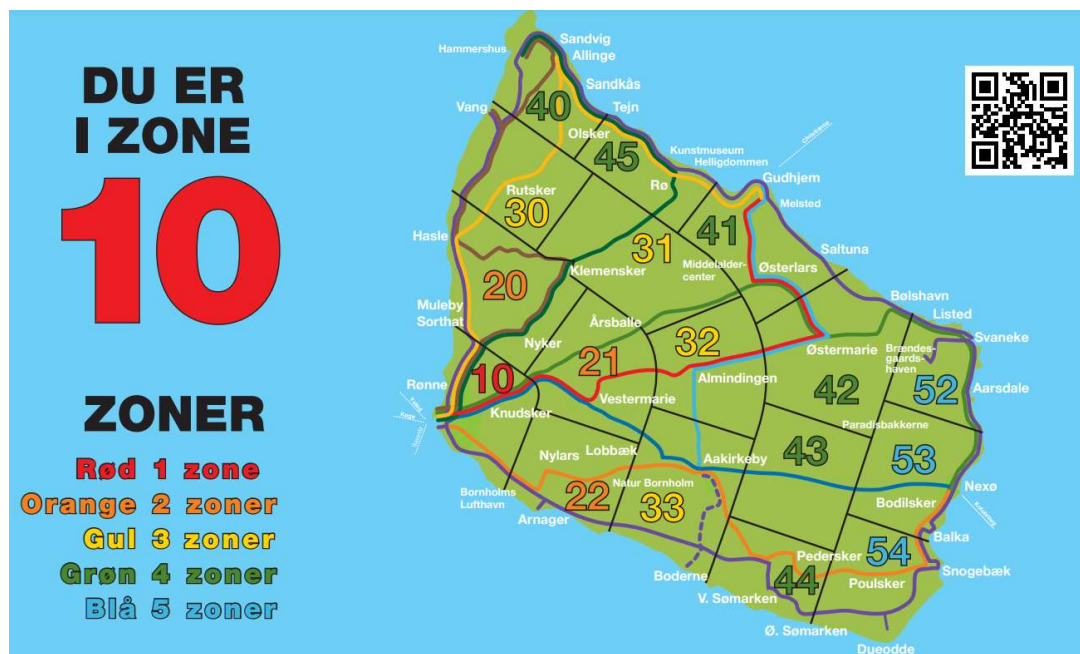 DU ER
I ZONE
10
ZONER
Rød 1 zone
Orange 2 zoner
Gul 3 zoner
Grøn 4 zoner
Blå 5 zoner
Hammershus
Sandvig
Allinge
Sandkås
Tejn
Vang
40
Olsker
45
Kunstmuseum
Helligdommen
Gudhjem
Melsted
Rø
Rutsker
30
41
Hasle
31
Saltuna
Klemensker
Middelalder-
center
Østerlars
20
Bølshavn
Listed
Muleby
Sorthat
Årsballe
Svaneke
Nyker
32
Østermarie
Brændes-
gaards-
haven
21
10
Almindingen
42
52
Aarsdale
Rønne
Vestermarie
Knudsker
Paradisbakkerne
Lobbæk
Nylars
Aakirkeby
43
53
Nexø
Bornholms
Lufthavn
22
Natur Bornholm
33
Bodilsker
Arnager
Balka
Pedersker
54
Snogebæk
Boderne
44
Poulsker
V. Sømarken
Ø. Sømarken
Dueodde